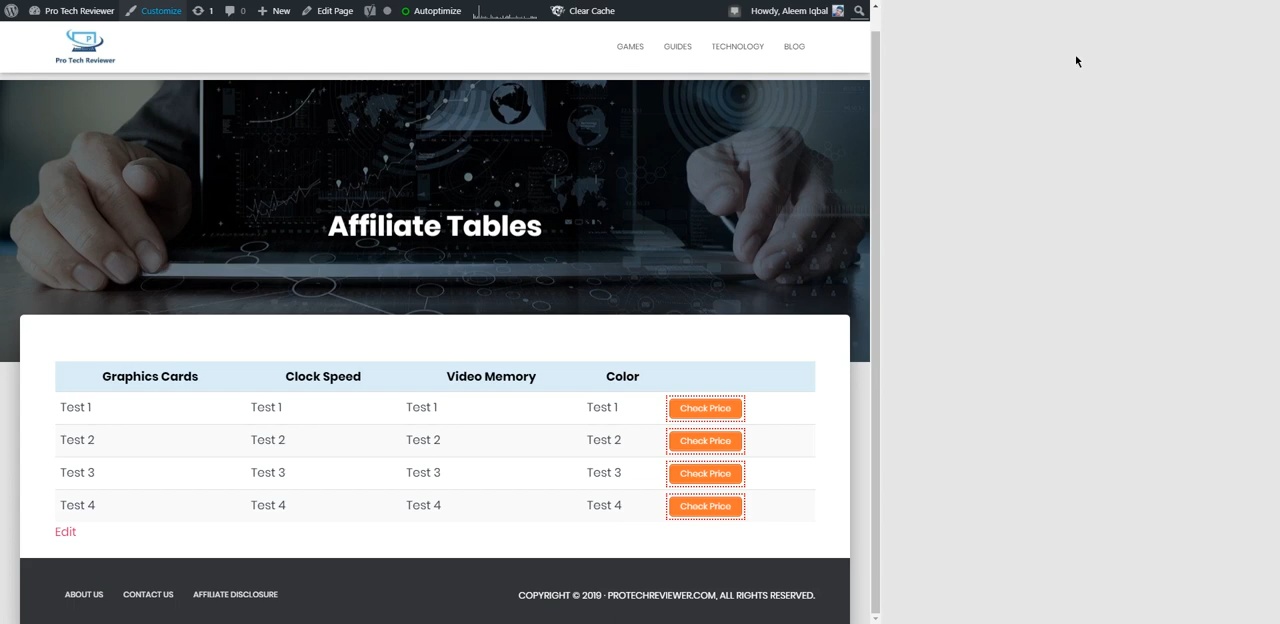 Pro Tech Reviewer Customize 1 0 New Edit Page Autoptimize Clear Cache Howdy, Aleem Iqbal
P
Pro Tech Reviewer
GAMES GUIDES TECHNOLOGY BLOG
Affiliate Tables
Graphics Cards Clock Speed Video Memory Color
Test 1 Test 1 Test 1 Test 1 Check Price
Test 2 Test 2 Test 2 Test 2 Check Price
Test 3 Test 3 Test 3 Test 3 Check Price
Test 4 Test 4 Test 4 Test 4 Check Price
Edit
ABOUT US CONTACT US AFFILIATE DISCLOSURE COPYRIGHT © 2019 · PROTECHREVIEWER.COM, ALL RIGHTS RESERVED.